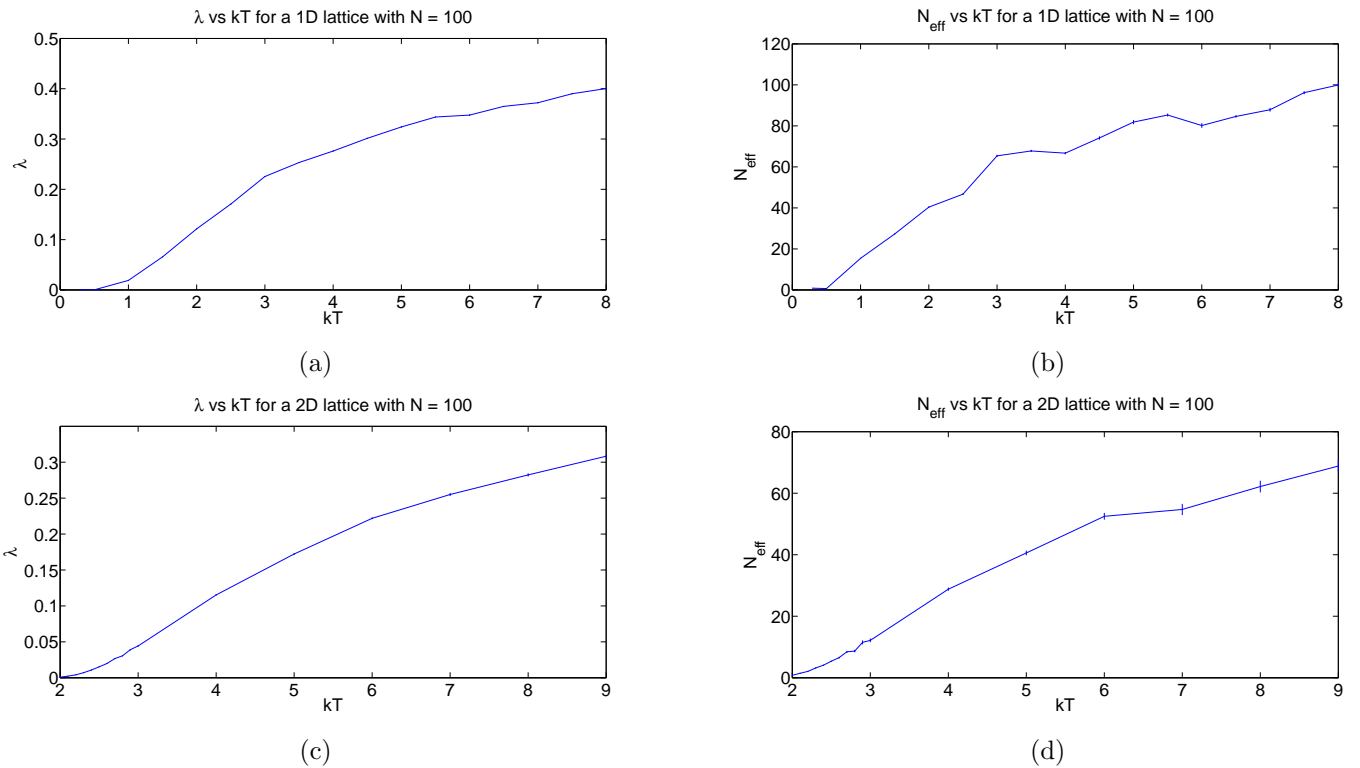 λ vs kT for a 1D lattice with N = 100
0.5
0.4
0.3
0.2
0.1
0
λ
0 1 2 3 4 5 6 7 8
kT
(a)
N_eff vs kT for a 1D lattice with N = 100
120
100
80
60
40
20
0
N_eff
0 1 2 3 4 5 6 7 8
kT
(b)
λ vs kT for a 2D lattice with N = 100
0.3
0.25
0.2
0.15
0.1
0.05
0
λ
2 3 4 5 6 7 8 9
kT
(c)
N_eff vs kT for a 2D lattice with N = 100
80
60
40
20
0
N_eff
2 3 4 5 6 7 8 9
kT
(d)